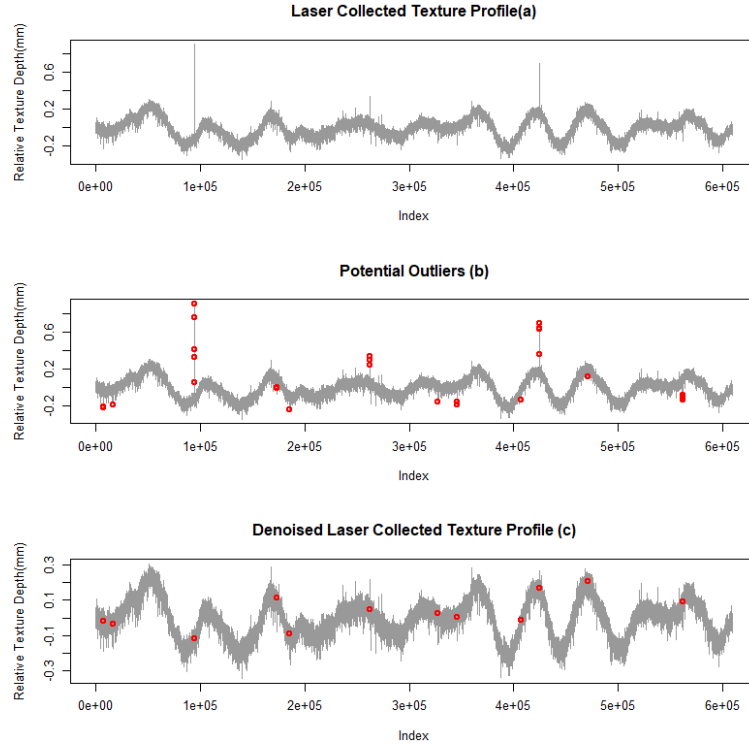 Laser Collected Texture Profile(a)
Relative Texture Depth(mm)
0.6
0.2
-0.2
0e+00 1e+05 2e+05 3e+05 4e+05 5e+05 6e+05
Index
Potential Outliers (b)
Relative Texture Depth(mm)
0.6
0.2
-0.2
0e+00 1e+05 2e+05 3e+05 4e+05 5e+05 6e+05
Index
Denoised Laser Collected Texture Profile (c)
Relative Texture Depth(mm)
0.3
0.1
-0.1
-0.3
0e+00 1e+05 2e+05 3e+05 4e+05 5e+05 6e+05
Index